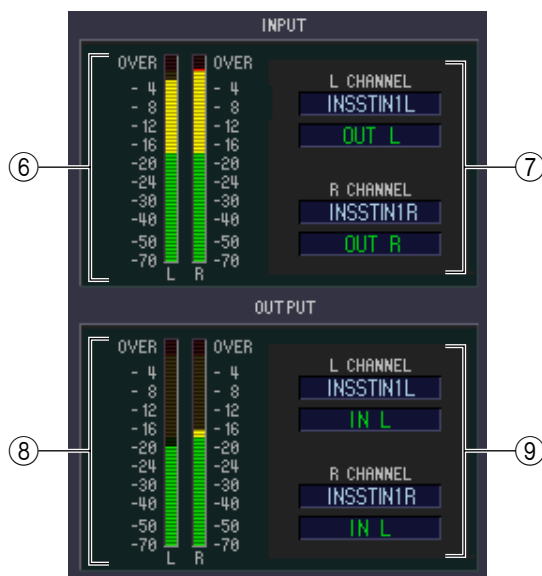 INPUT
OVER OVER
- 4 - 4
- 8 - 8
-12 -12
-16 -16
-20 -20
-24 -24
-30 -30
-40 -40
-50 -50
-70 -70
L R
L CHANNEL
INSSTIN1L
OUT L
R CHANNEL
INSSTIN1R
OUT R
⑥
⑦
OUTPUT
OVER OVER
- 4 - 4
- 8 - 8
-12 -12
-16 -16
-20 -20
-24 -24
-30 -30
-40 -40
-50 -50
-70 -70
L R
L CHANNEL
INSSTIN1L
IN L
R CHANNEL
INSSTIN1R
IN L
⑧
⑨